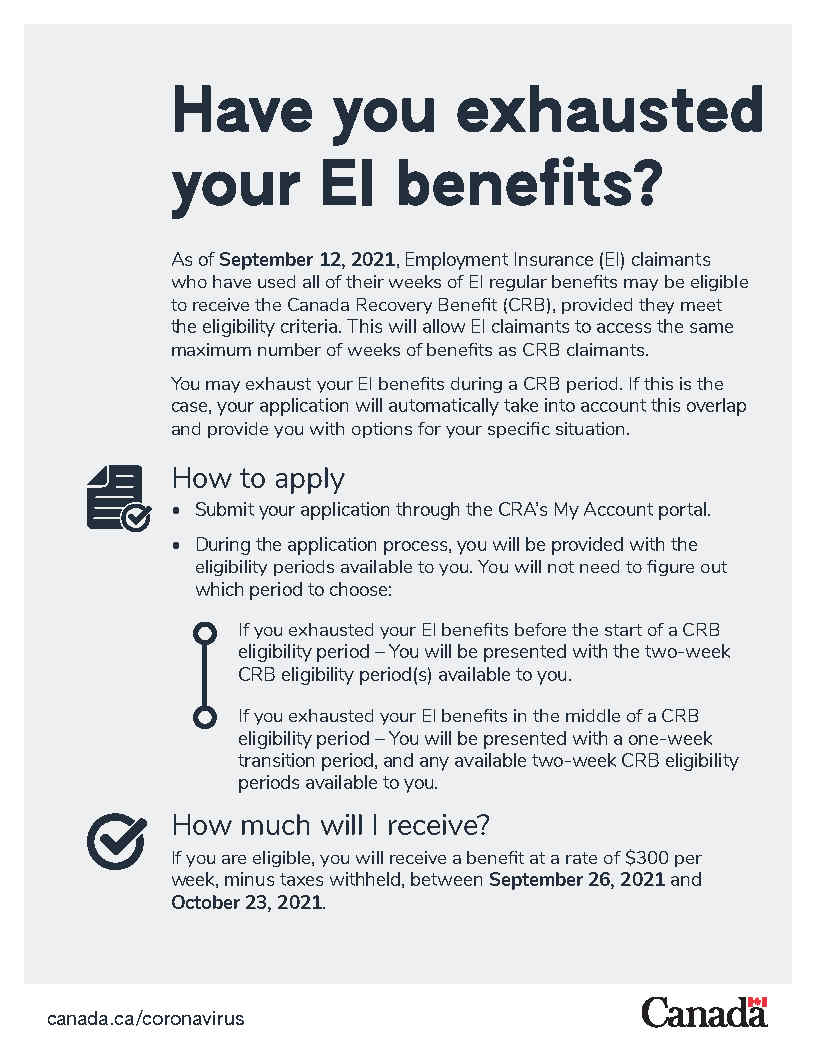 Have you exhausted
your EI benefits?
As of September 12, 2021, Employment Insurance (EI) claimants
who have used all of their weeks of EI regular benefits may be eligible
to receive the Canada Recovery Benefit (CRB), provided they meet
the eligibility criteria. This will allow EI claimants to access the same
maximum number of weeks of benefits as CRB claimants.
You may exhaust your EI benefits during a CRB period. If this is the
case, your application will automatically take into account this overlap
and provide you with options for your specific situation.
How to apply
• Submit your application through the CRA's My Account portal.
• During the application process, you will be provided with the
eligibility periods available to you. You will not need to figure out
which period to choose:
If you exhausted your EI benefits before the start of a CRB
eligibility period – You will be presented with the two-week
CRB eligibility period(s) available to you.
If you exhausted your EI benefits in the middle of a CRB
eligibility period – You will be presented with a one-week
transition period, and any available two-week CRB eligibility
periods available to you.
How much will I receive?
If you are eligible, you will receive a benefit at a rate of $300 per
week, minus taxes withheld, between September 26, 2021 and
October 23, 2021.
canada.ca/coronavirus
Canada